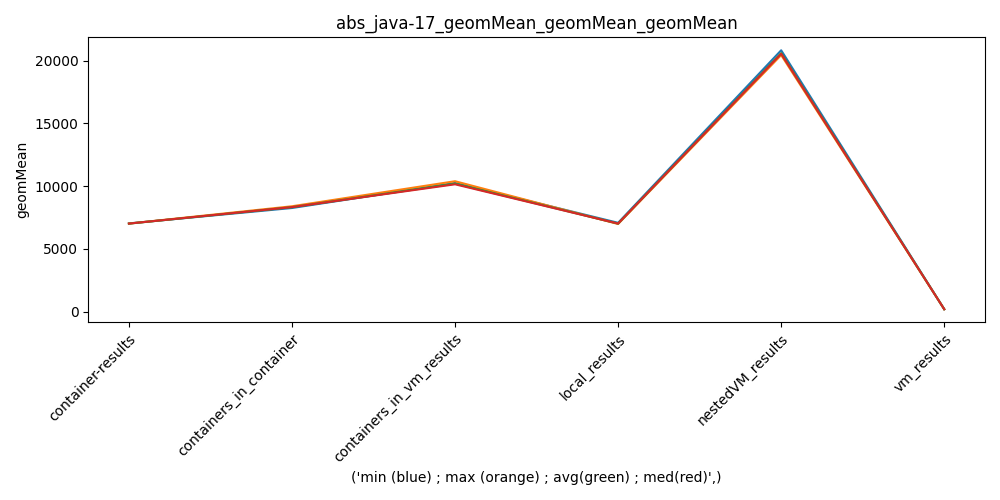 abs_java-17_geomMean_geomMean_geomMean
geomMean
20000
15000
10000
5000
0
container-results
containers_in_container
containers_in_vm_results
local_results
nestedVM_results
vm_results
('min (blue) ; max (orange) ; avg(green) ; med(red)',)